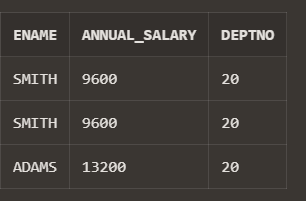 ENAME ANNUAL_SALARY DEPTNO
SMITH 9600 20
SMITH 9600 20
ADAMS 13200 20